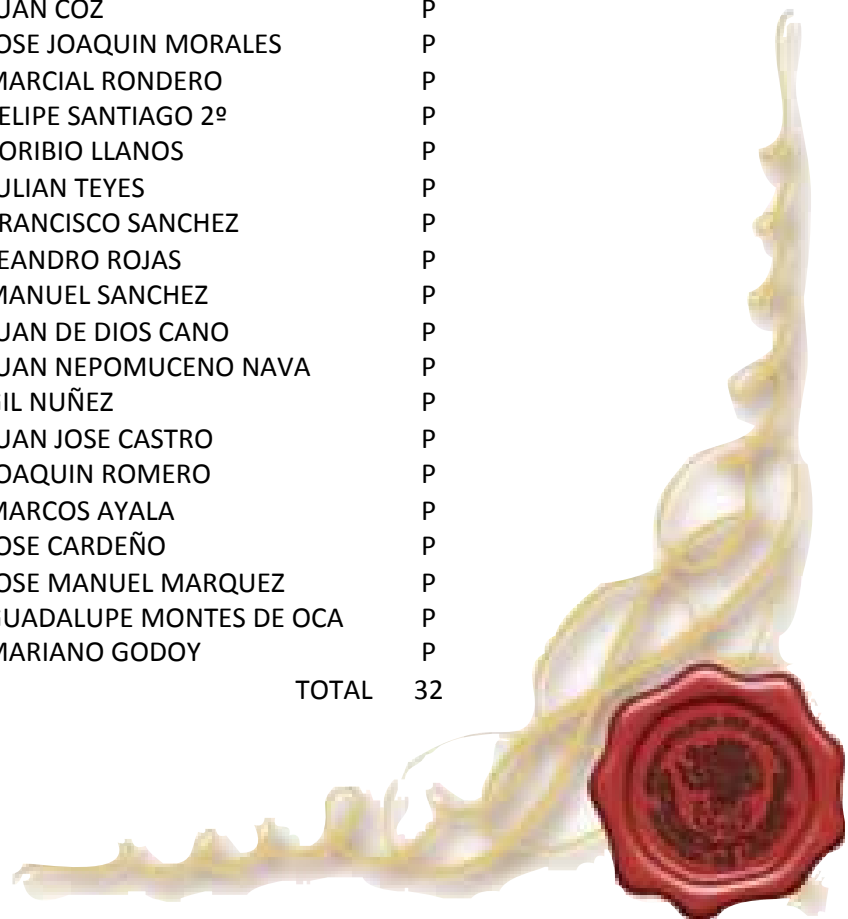 UAN COZ P
OSE JOAQUIN MORALES P
MARCIAL RONDERO P
ELIPE SANTIAGO 2º P
ORIBIO LLANOS P
ULIAN TEYES P
RANCISCO SANCHEZ P
EANDRO ROJAS P
MANUEL SANCHEZ P
UAN DE DIOS CANO P
UAN NEPOMUCENO NAVA P
GIL NUÑEZ P
UAN JOSE CASTRO P
OAQUIN ROMERO P
MARCOS AYALA P
OSE CARDEÑO P
OSE MANUEL MARQUEZ P
GUADALUPE MONTES DE OCA P
MARIANO GODOY P
TOTAL 32